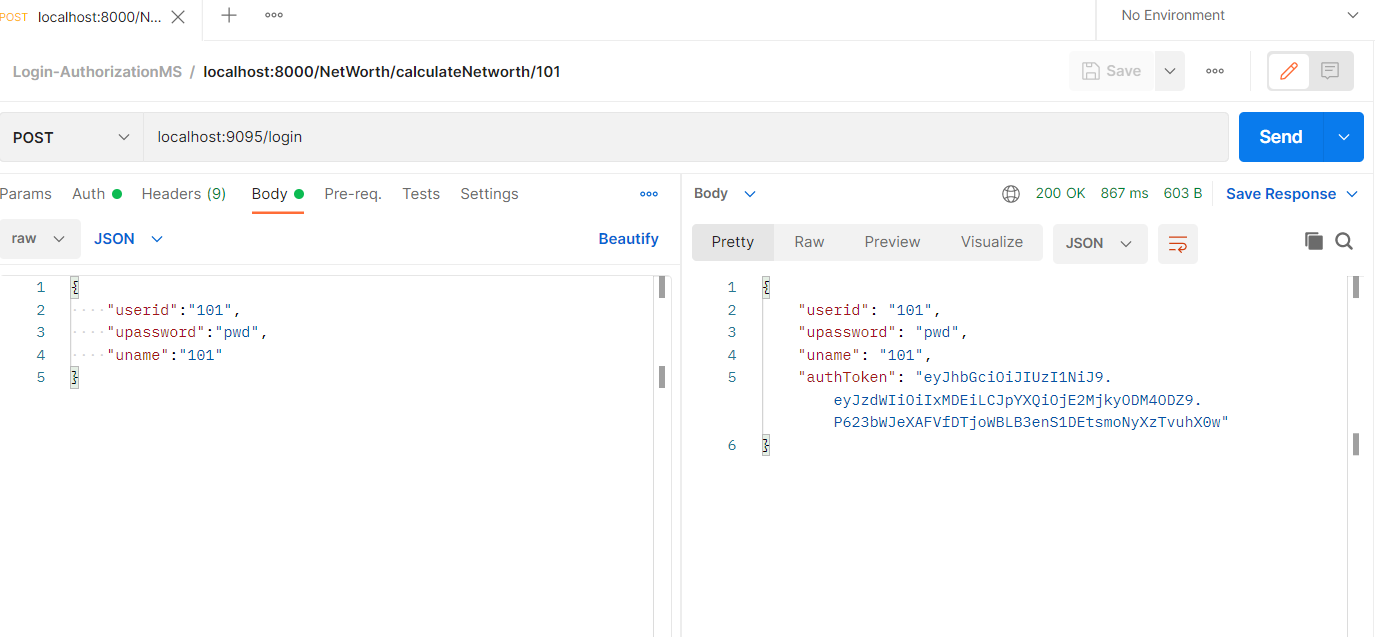 POST localhost:8000/N...
No Environment
Login-AuthorizationMS / localhost:8000/NetWorth/calculateNetworth/101
Save
POST localhost:9095/login
Send
Params Auth Headers (9) Body Pre-req. Tests Settings
raw JSON Beautify
1 {
2 "userid":"101",
3 "upassword":"pwd",
4 "uname":"101"
5 }
Body 200 OK 867 ms 603 B Save Response
Pretty Raw Preview Visualize JSON
1 {
2 "userid": "101",
3 "upassword": "pwd",
4 "uname": "101",
5 "authToken": "eyJhbGciOiJIUzI1NiJ9.
eyJzdWIiOiIxMDEiLCJpYXQiOjE2MjkyODM4ODZ9.
P623bWJeXAFVfDTjoWBLB3enS1DEtsmoNyXzTvuhX0w"
6 }